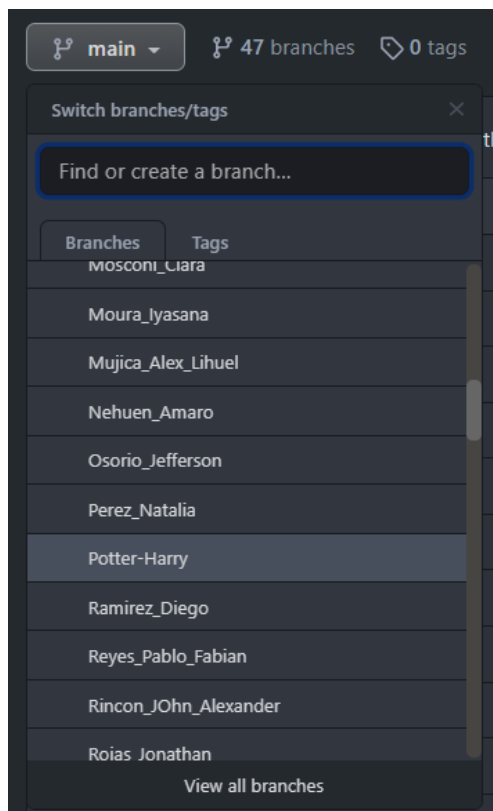 main 47 branches 0 tags
Switch branches/tags
Find or create a branch...
Branches Tags
Mosconi_Clara
Moura_Iyasana
Mujica_Alex_Lihuel
Nehuen_Amaro
Osorio_Jefferson
Perez_Natalia
Potter-Harry
Ramirez_Diego
Reyes_Pablo_Fabian
Rincon_JOhn_Alexander
Rojas_Jonathan
View all branches